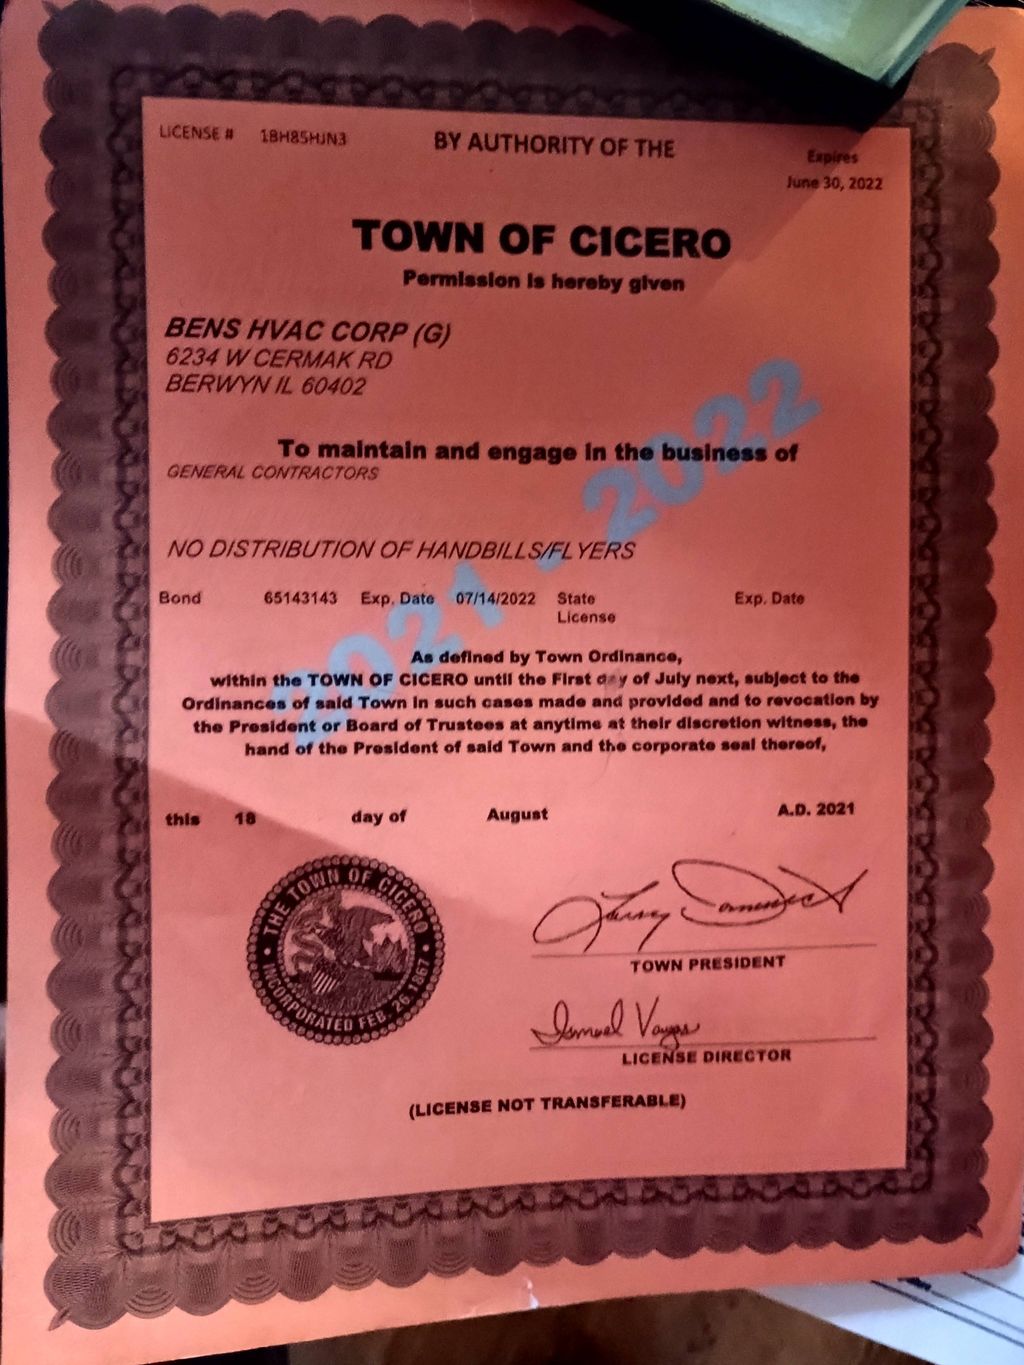 LICENSE # 18H85HJN3
BY AUTHORITY OF THE
Expires
June 30, 2022
TOWN OF CICERO
Permission is hereby given
BENS HVAC CORP (G)
6234 W CERMAK RD
BERWYN IL 60402
To maintain and engage in the business of
GENERAL CONTRACTORS
2021 - 2022
NO DISTRIBUTION OF HANDBILLS/FLYERS
Bond 65143143 Exp. Date 07/14/2022 State Exp. Date
License
As defined by Town Ordinance,
within the TOWN OF CICERO until the First day of July next, subject to the
Ordinances of said Town in such cases made and provided and to revocation by
the President or Board of Trustees at anytime at their discretion witness, the
hand of the President of said Town and the corporate seal thereof,
this 18 day of August A.D. 2021
THE TOWN OF CICERO
INCORPORATED FEB. 26, 1867
Larry Dominick
TOWN PRESIDENT
Ismael Vargas
LICENSE DIRECTOR
(LICENSE NOT TRANSFERABLE)